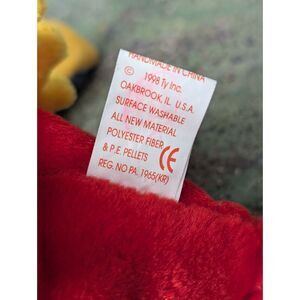 HANDMADE IN CHINA
© 1998 Ty Inc.
OAKBROOK, IL. U.S.A.
SURFACE WASHABLE
ALL NEW MATERIAL
POLYESTER FIBER
& P.E. PELLETS CE
REG. NO PA. 1965(KR)